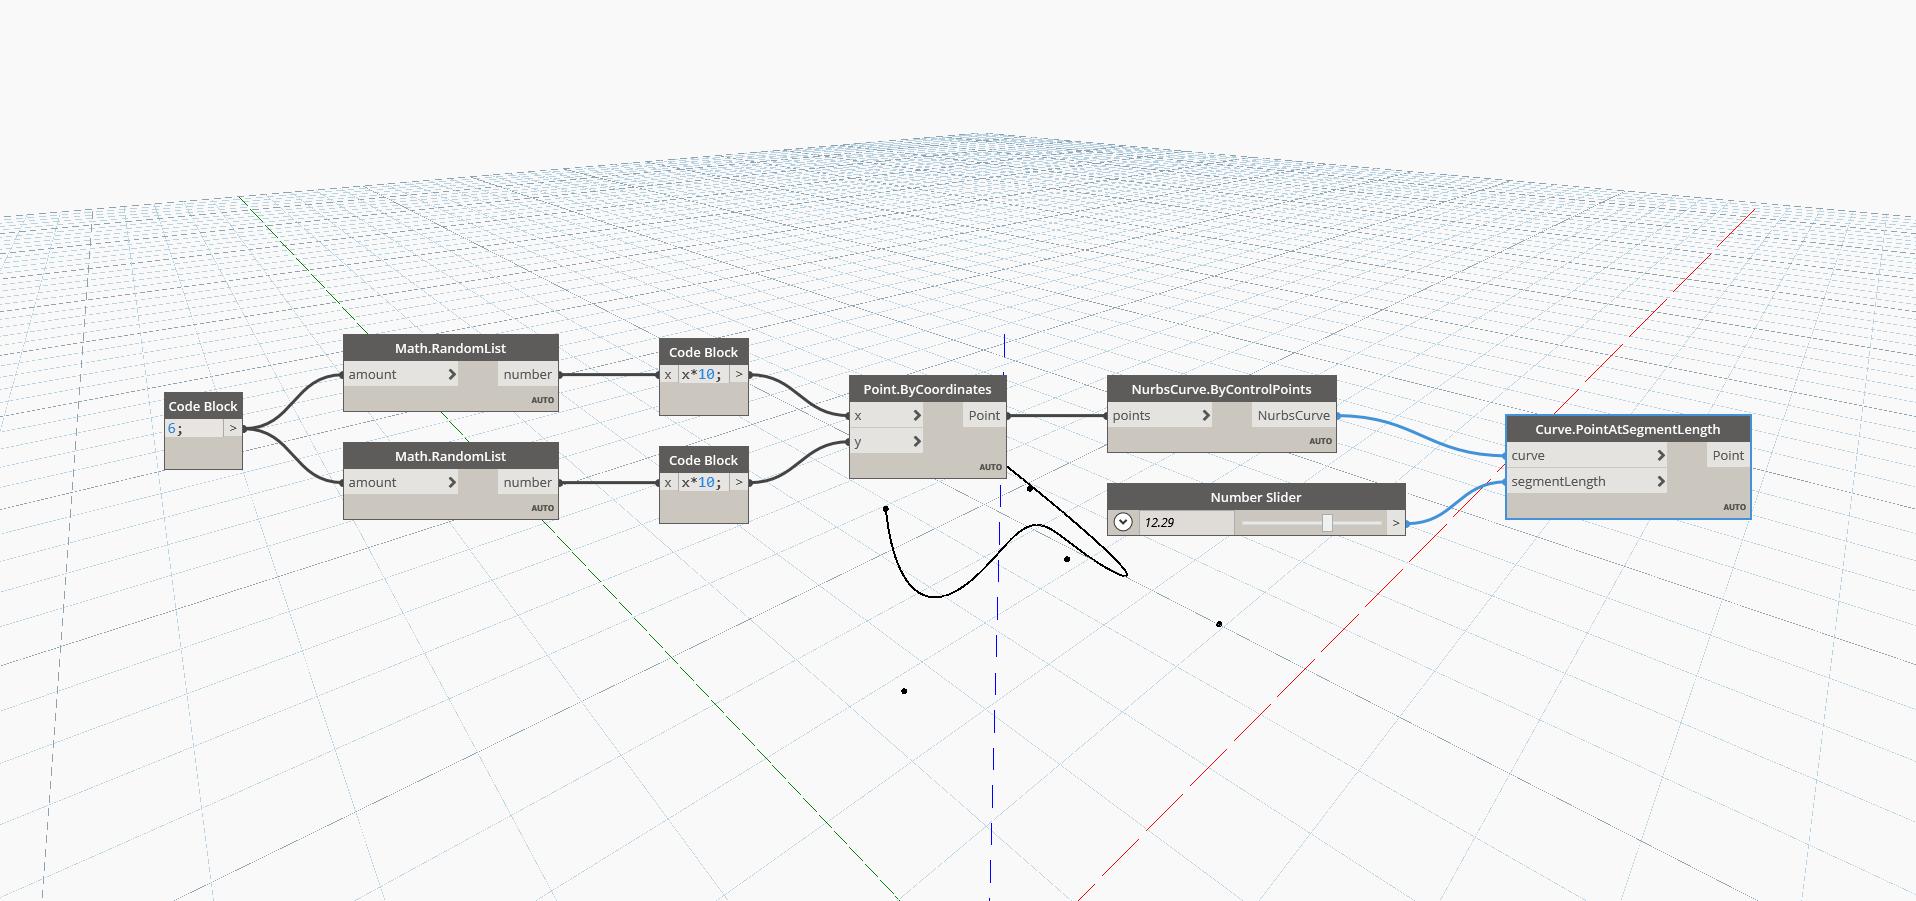 Code Block
6; >
Math.RandomList
amount > number
AUTO
Math.RandomList
amount > number
AUTO
Code Block
x x*10; >
Code Block
x x*10; >
Point.ByCoordinates
x > Point
y >
AUTO
NurbsCurve.ByControlPoints
points > NurbsCurve
AUTO
Number Slider
12.29 >
Curve.PointAtSegmentLength
curve > Point
segmentLength >
AUTO